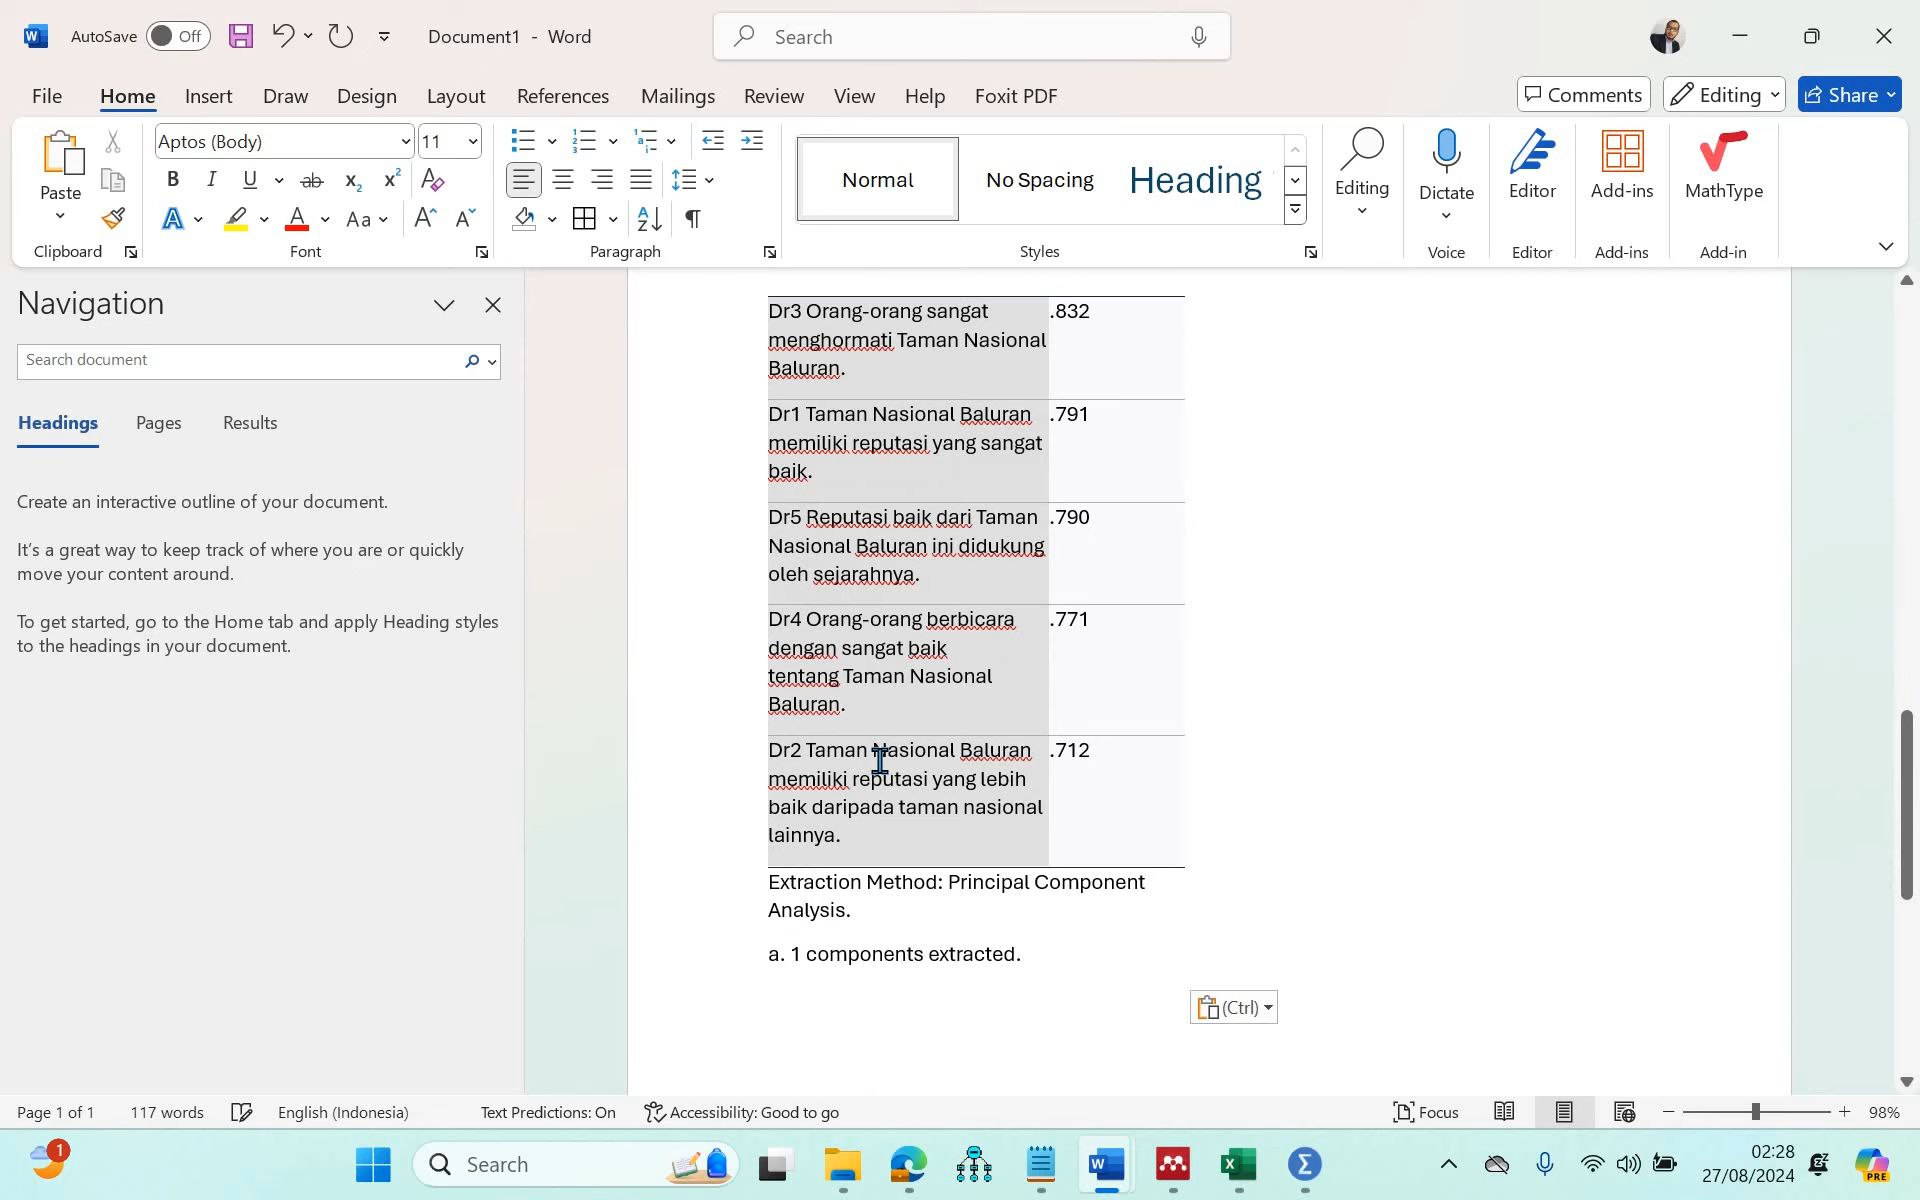 AutoSave Off Document1 - Word Search
File Home Insert Draw Design Layout References Mailings Review View Help Foxit PDF Comments Editing Share
Paste
Clipboard
Aptos (Body) 11
B I U ab x₂ x² A
A A Aa A A
Font
Paragraph
Normal No Spacing Heading
Styles
Editing
Dictate
Voice
Editor
Editor
Add-ins
Add-ins
MathType
Add-in
Navigation
Search document
Headings Pages Results
Create an interactive outline of your document.
It's a great way to keep track of where you are or quickly
move your content around.
To get started, go to the Home tab and apply Heading styles
to the headings in your document.
Dr3 Orang-orang sangat .832
menghormati Taman Nasional
Baluran.
Dr1 Taman Nasional Baluran .791
memiliki reputasi yang sangat
baik.
Dr5 Reputasi baik dari Taman .790
Nasional Baluran ini didukung
oleh sejarahnya.
Dr4 Orang-orang berbicara .771
dengan sangat baik
tentang Taman Nasional
Baluran.
Dr2 Taman Nasional Baluran .712
memiliki reputasi yang lebih
baik daripada taman nasional
lainnya.
Extraction Method: Principal Component
Analysis.
a. 1 components extracted.
(Ctrl)
Page 1 of 1 117 words English (Indonesia) Text Predictions: On Accessibility: Good to go Focus 98%
1 Search 02:28
27/08/2024
PRE